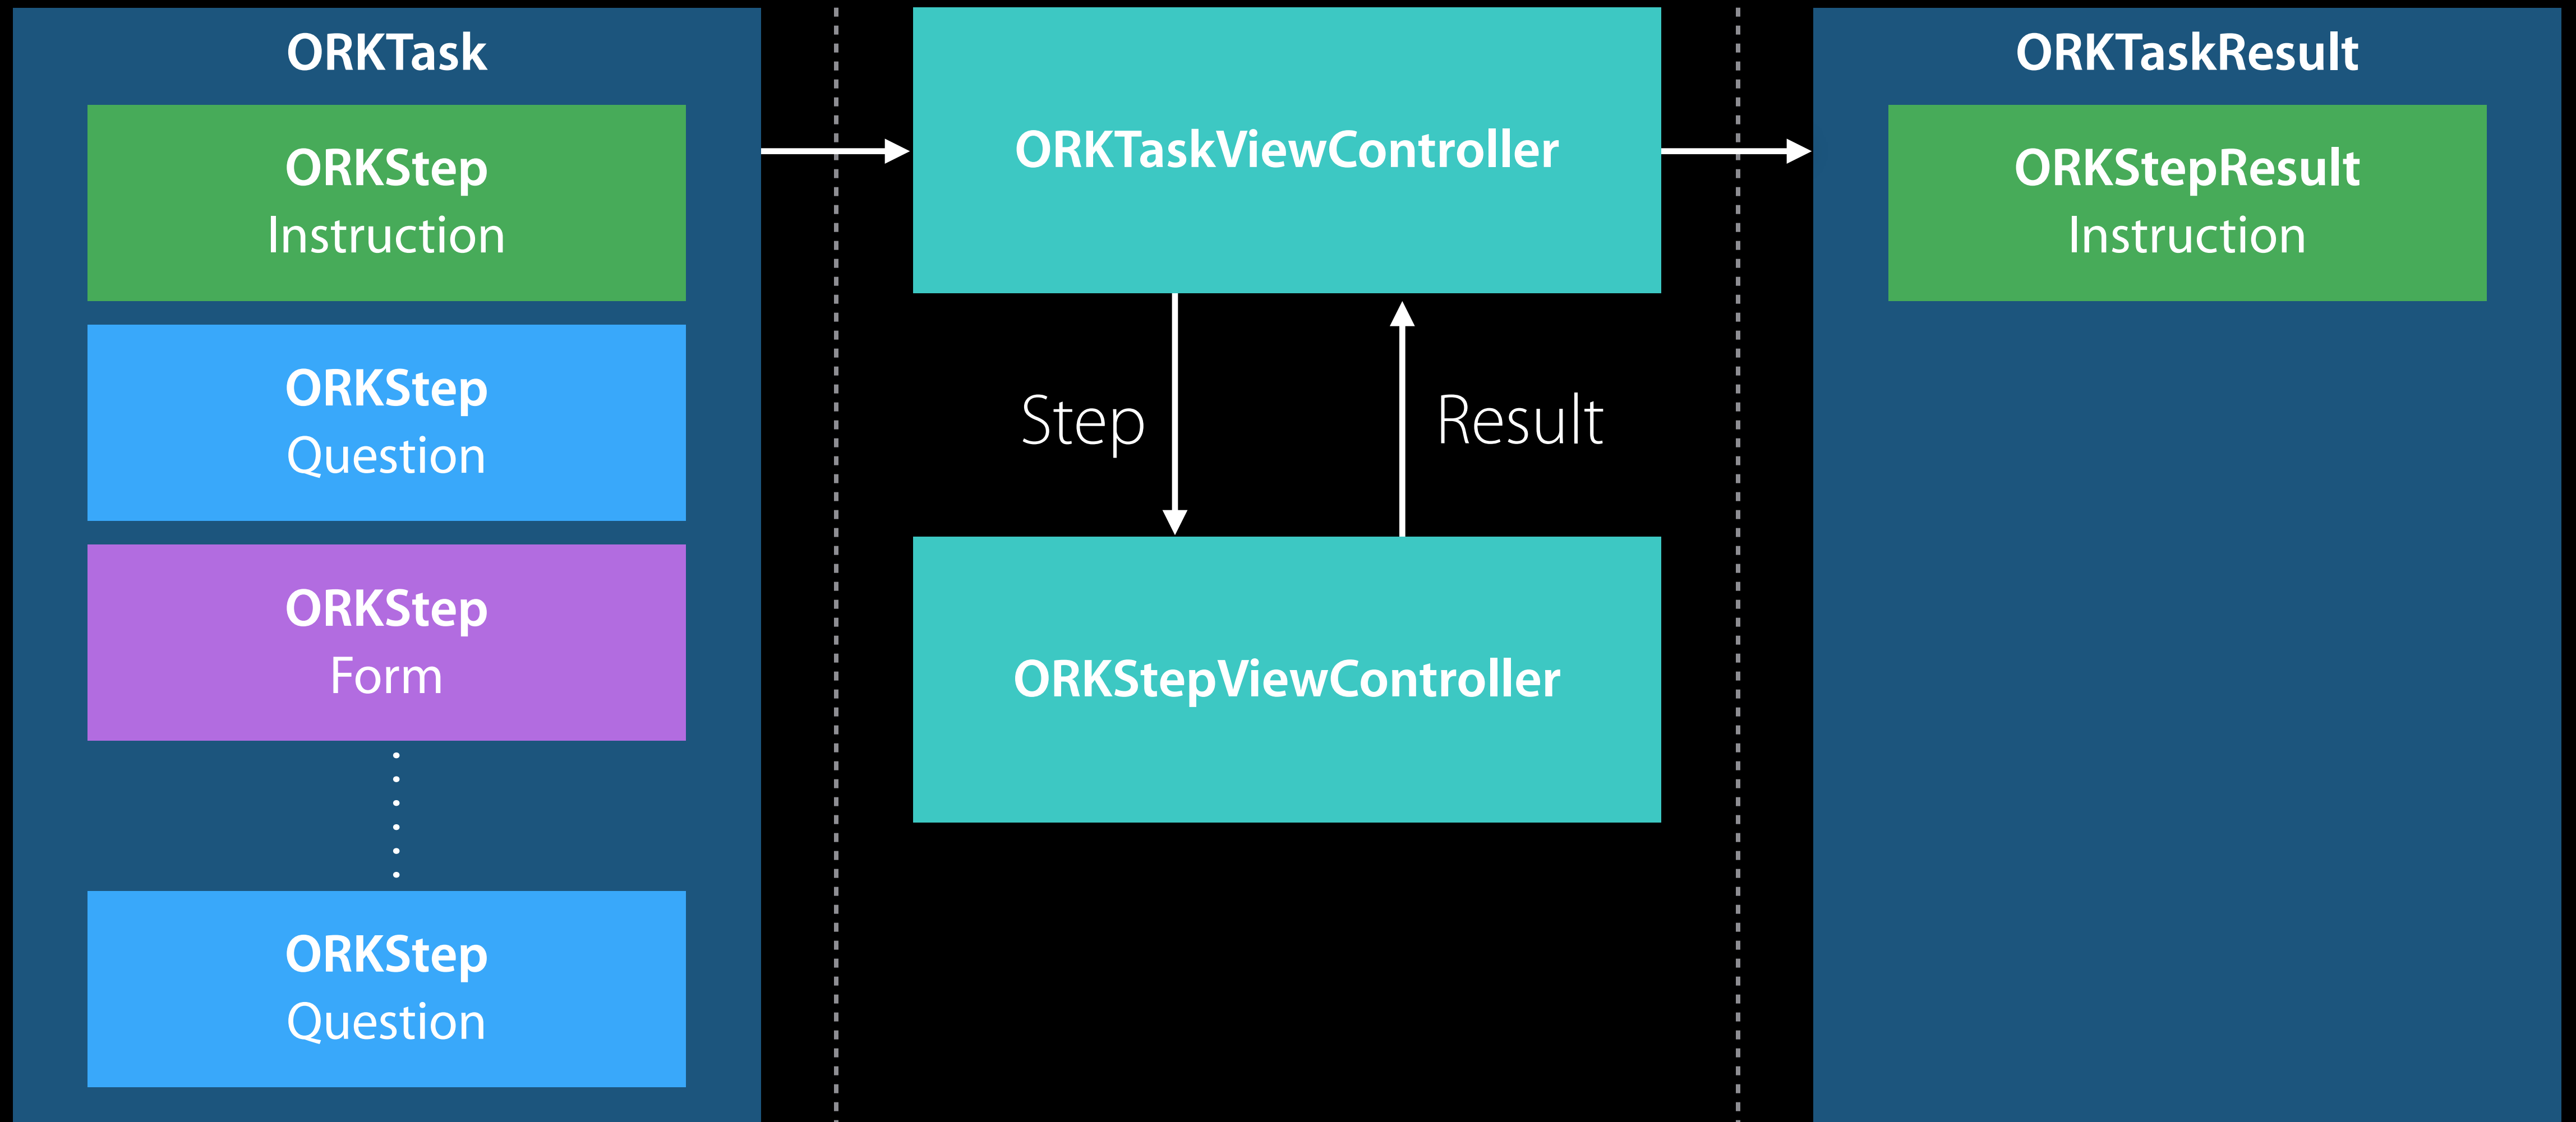 ORKTask
ORKStep
Instruction
ORKStep
Question
ORKStep
Form
ORKStep
Question
ORKTaskViewController
Step
Result
ORKStepViewController
ORKTaskResult
ORKStepResult
Instruction